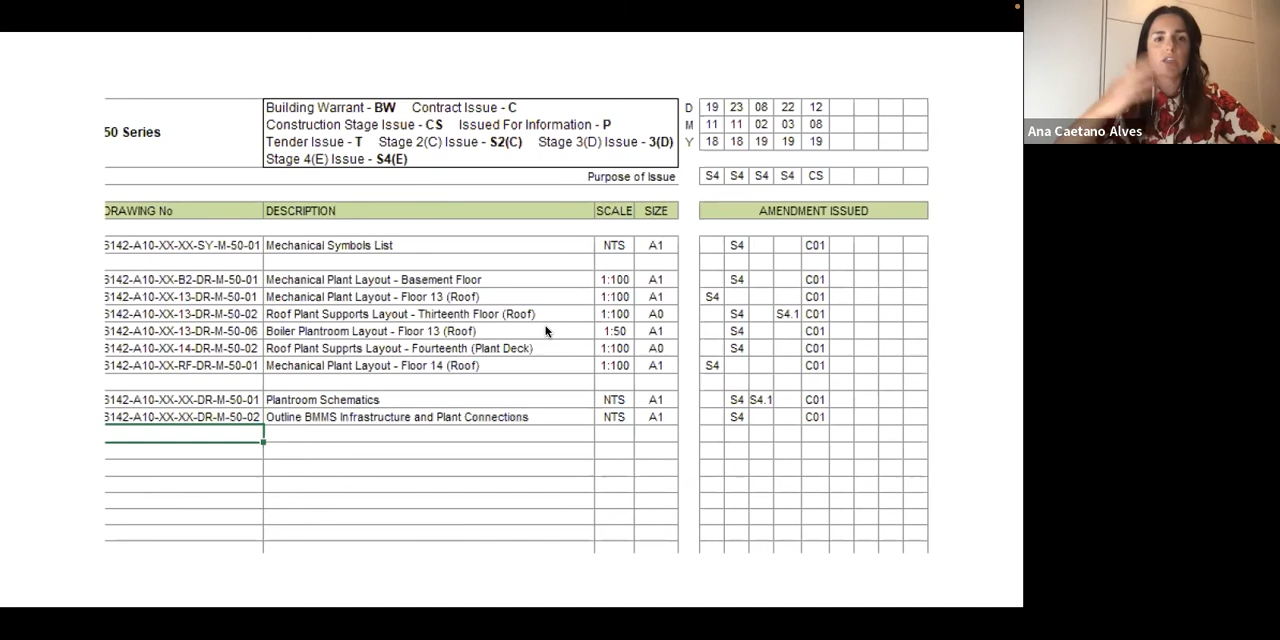 Building Warrant - BW Contract Issue - C D 19 23 08 22 12
50 Series Construction Stage Issue - CS Issued For Information - P M 11 11 02 03 08
Tender Issue - T Stage 2(C) Issue - S2(C) Stage 3(D) Issue - 3(D) Y 18 18 19 19 19
Stage 4(E) Issue - S4(E)
Purpose of Issue S4 S4 S4 S4 CS
DRAWING No DESCRIPTION SCALE SIZE AMENDMENT ISSUED
6142-A10-XX-XX-SY-M-50-01 Mechanical Symbols List NTS A1 S4 C01
6142-A10-XX-B2-DR-M-50-01 Mechanical Plant Layout - Basement Floor 1:100 A1 S4 C01
6142-A10-XX-13-DR-M-50-01 Mechanical Plant Layout - Floor 13 (Roof) 1:100 A1 S4 C01
6142-A10-XX-13-DR-M-50-02 Roof Plant Supports Layout - Thirteenth Floor (Roof) 1:100 A0 S4 S4.1 C01
6142-A10-XX-13-DR-M-50-06 Boiler Plantroom Layout - Floor 13 (Roof) 1:50 A1 S4 C01
6142-A10-XX-14-DR-M-50-02 Roof Plant Supprts Layout - Fourteenth (Plant Deck) 1:100 A0 S4 C01
6142-A10-XX-RF-DR-M-50-01 Mechanical Plant Layout - Floor 14 (Roof) 1:100 A1 S4 C01
6142-A10-XX-XX-DR-M-50-01 Plantroom Schematics NTS A1 S4 S4.1 C01
6142-A10-XX-XX-DR-M-50-02 Outline BMMS Infrastructure and Plant Connections NTS A1 S4 C01
Ana Caetano Alves